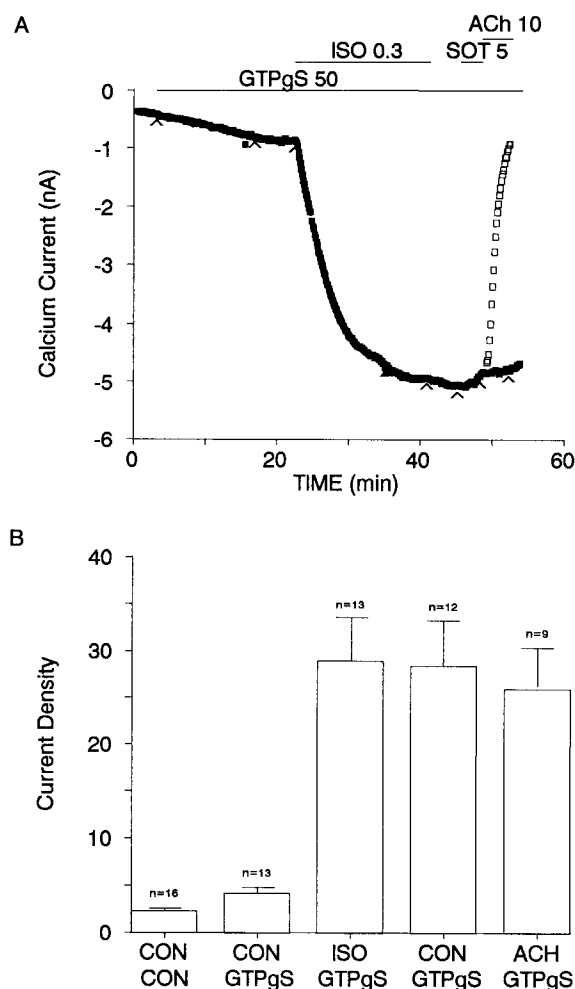 A
ACh 10
ISO 0.3 SOT 5
GTPgS 50
0
-1
-2
-3
-4
-5
-6
Calcium Current (nA)
0 20 40 60
TIME (min)
B
40
30
20
10
0
Current Density
n=16 n=13 n=13 n=12 n=9
CON CON ISO CON ACH
CON GTPgS GTPgS GTPgS GTPgS